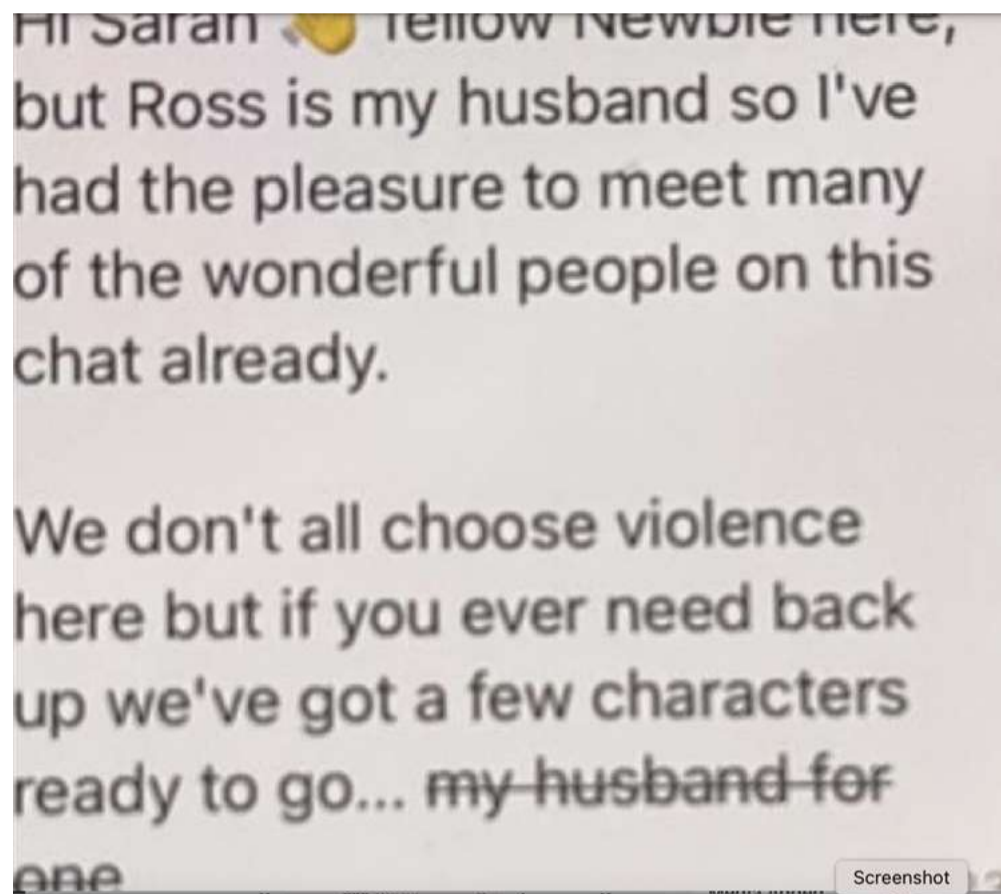 Hi Sarah 👋 fellow Newbie here,
but Ross is my husband so I've
had the pleasure to meet many
of the wonderful people on this
chat already.
We don't all choose violence
here but if you ever need back
up we've got a few characters
ready to go... my husband for
one
Screenshot